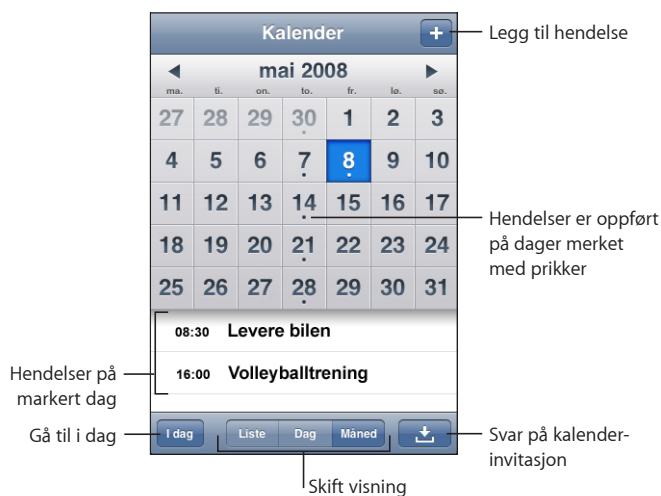 Kalender
+
Legg til hendelse
mai 2008
ma. ti. on. to. fr. lø. sø.
27 28 29 30 1 2 3
4 5 6 7 8 9 10
11 12 13 14 15 16 17
18 19 20 21 22 23 24
25 26 27 28 29 30 31
Hendelser er oppført
på dager merket
med prikker
08:30 Levere bilen
16:00 Volleyballtrening
Hendelser på
markert dag
Gå til i dag
I dag
Liste Dag Måned
Svar på kalender-
invitasjon
Skift visning